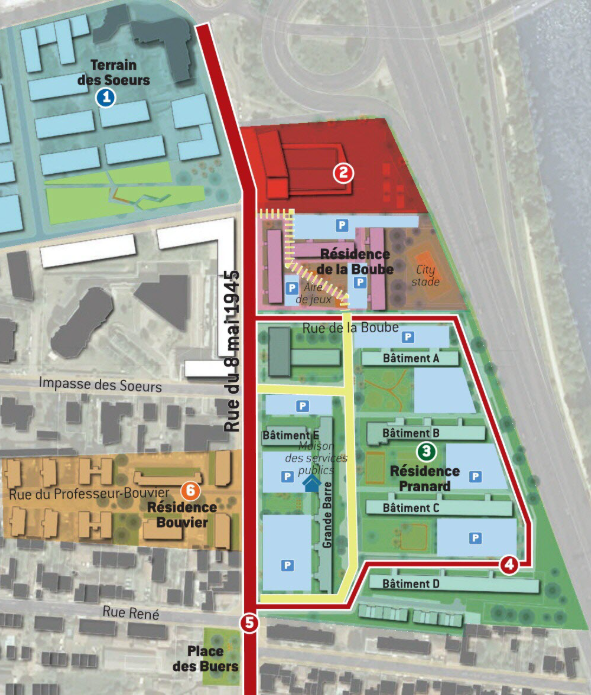 Terrain
des Soeurs
1
2
P
Résidence
de la Boube
City
stade
P
P
Aire
de jeux
Rue du 8 mai 1945
Rue de la Boube
P
Bâtiment A
Impasse des Soeurs
P
Bâtiment E
Bâtiment B
Maison
des services
publics
3
Résidence
Pranard
P
P
6
Rue du Professeur-Bouvier
Résidence
Bouvier
Grande Barre
Bâtiment C
P
P
4
Bâtiment D
Rue René
5
Place
des Buers